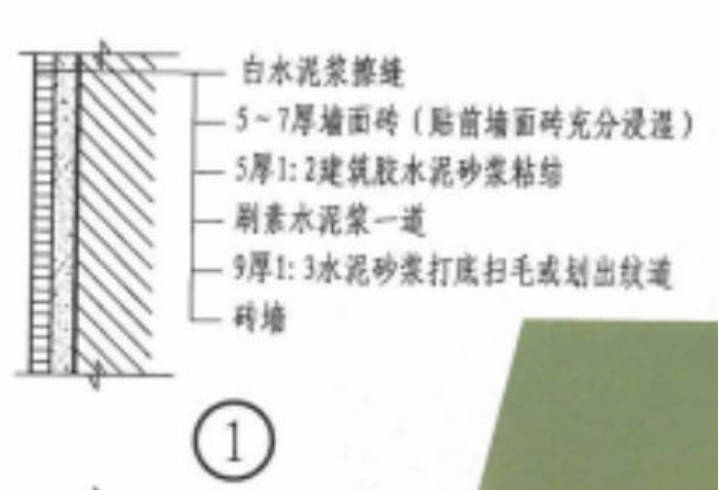 白水泥浆擦缝
5~7厚墙面砖(贴前墙面砖充分浸湿)
5厚1:2建筑胶水泥砂浆粘结
刷素水泥浆一道
9厚1:3水泥砂浆打底扫毛或划出纹道
砖墙
1